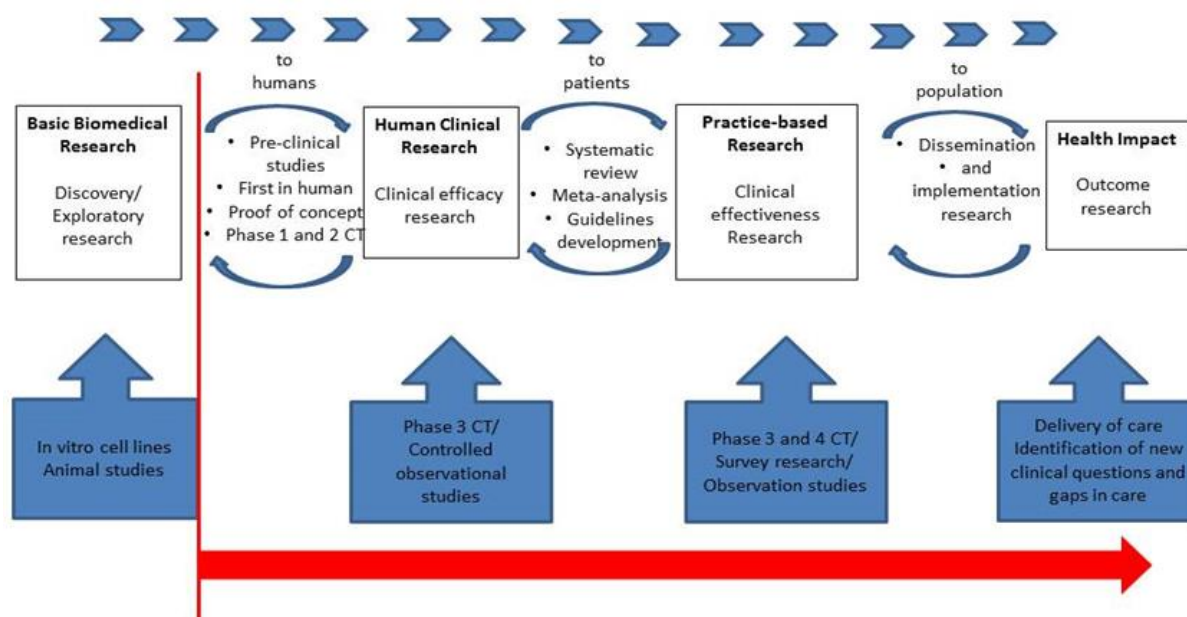 to
humans
to
patients
to
population
Basic Biomedical
Research
Discovery/
Exploratory
research
• Pre-clinical
studies
• First in human
• Proof of concept
• Phase 1 and 2 CT
Human Clinical
Research
Clinical efficacy
research
• Systematic
review
• Meta-analysis
• Guidelines
development
Practice-based
Research
Clinical
effectiveness
Research
• Dissemination
• and
implementation
research
Health Impact
Outcome
research
In vitro cell lines
Animal studies
Phase 3 CT/
Controlled
observational
studies
Phase 3 and 4 CT/
Survey research/
Observation studies
Delivery of care
Identification of new
clinical questions and
gaps in care